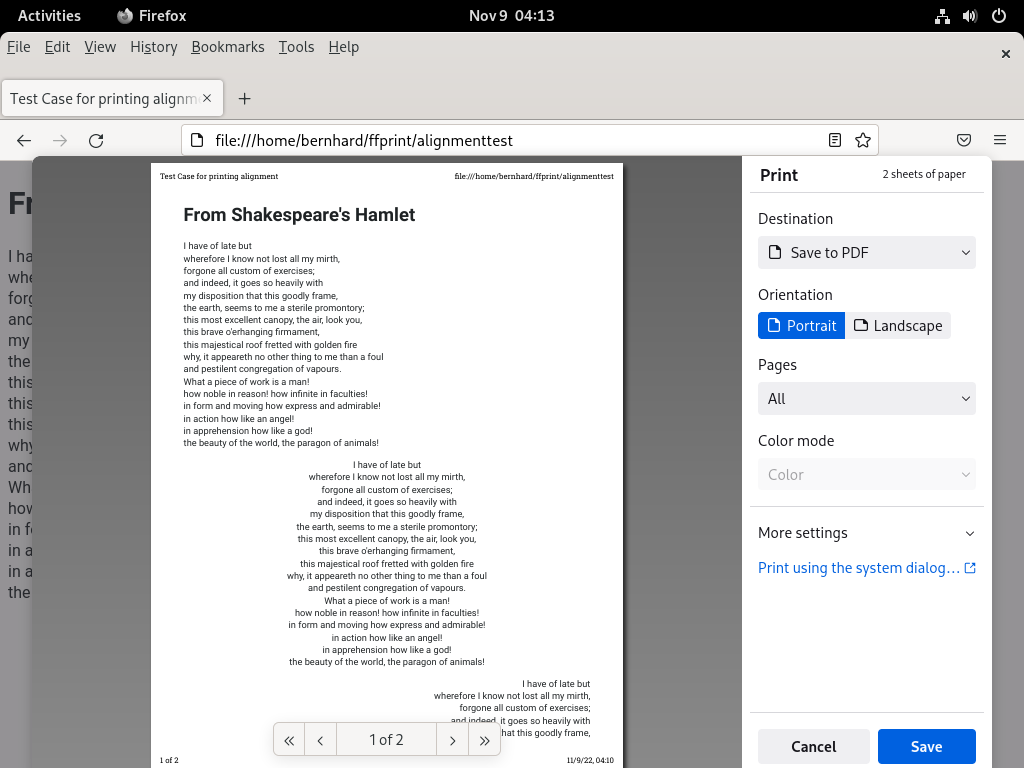 Activities Firefox Nov 9 04:13
File Edit View History Bookmarks Tools Help
Test Case for printing alignm
file:///home/bernhard/ffprint/alignmenttest
Fr
I ha
whe
forg
and
my
the
this
this
this
why
and
Wh
how
in f
in a
in a
the
Test Case for printing alignment file:///home/bernhard/ffprint/alignmenttest
From Shakespeare's Hamlet
I have of late but
wherefore I know not lost all my mirth,
forgone all custom of exercises;
and indeed, it goes so heavily with
my disposition that this goodly frame,
the earth, seems to me a sterile promontory;
this most excellent canopy, the air, look you,
this brave o'erhanging firmament,
this majestical roof fretted with golden fire
why, it appeareth no other thing to me than a foul
and pestilent congregation of vapours.
What a piece of work is a man!
how noble in reason! how infinite in faculties!
in form and moving how express and admirable!
in action how like an angel!
in apprehension how like a god!
the beauty of the world, the paragon of animals!
I have of late but
wherefore I know not lost all my mirth,
forgone all custom of exercises;
and indeed, it goes so heavily with
my disposition that this goodly frame,
the earth, seems to me a sterile promontory;
this most excellent canopy, the air, look you,
this brave o'erhanging firmament,
this majestical roof fretted with golden fire
why, it appeareth no other thing to me than a foul
and pestilent congregation of vapours.
What a piece of work is a man!
how noble in reason! how infinite in faculties!
in form and moving how express and admirable!
in action how like an angel!
in apprehension how like a god!
the beauty of the world, the paragon of animals!
I have of late but
wherefore I know not lost all my mirth,
forgone all custom of exercises;
and indeed, it goes so heavily with
hat this goodly frame,
1 of 2
1 of 2 11/9/22, 04:10
Print 2 sheets of paper
Destination
Save to PDF
Orientation
Portrait Landscape
Pages
All
Color mode
Color
More settings
Print using the system dialog…
Cancel Save